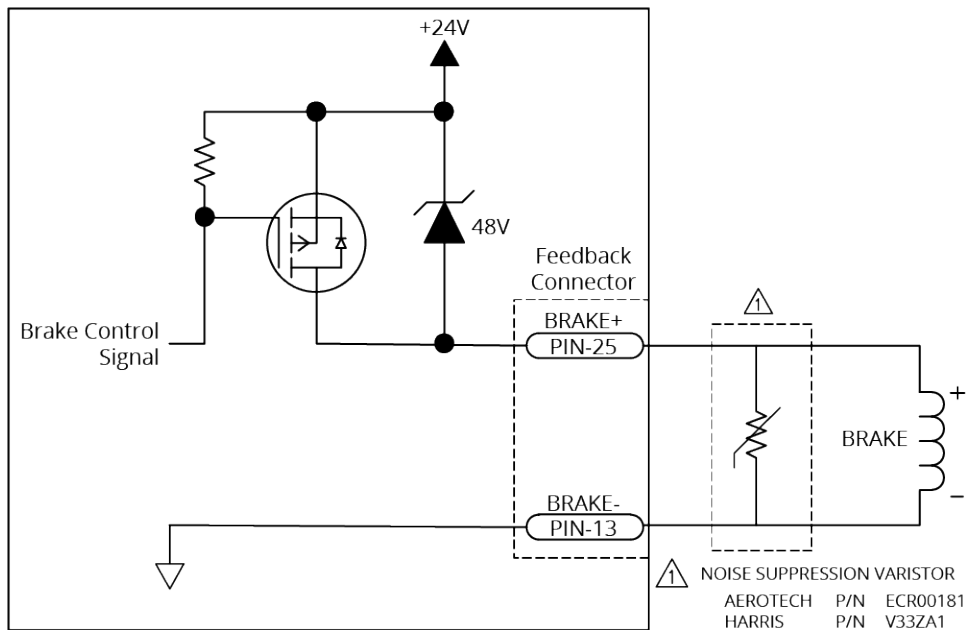 +24V
48V
Feedback
Connector
Brake Control
Signal
BRAKE+
PIN-25
1
+
BRAKE
-
BRAKE-
PIN-13
1 NOISE SUPPRESSION VARISTOR
AEROTECH P/N ECR00181
HARRIS P/N V33ZA1